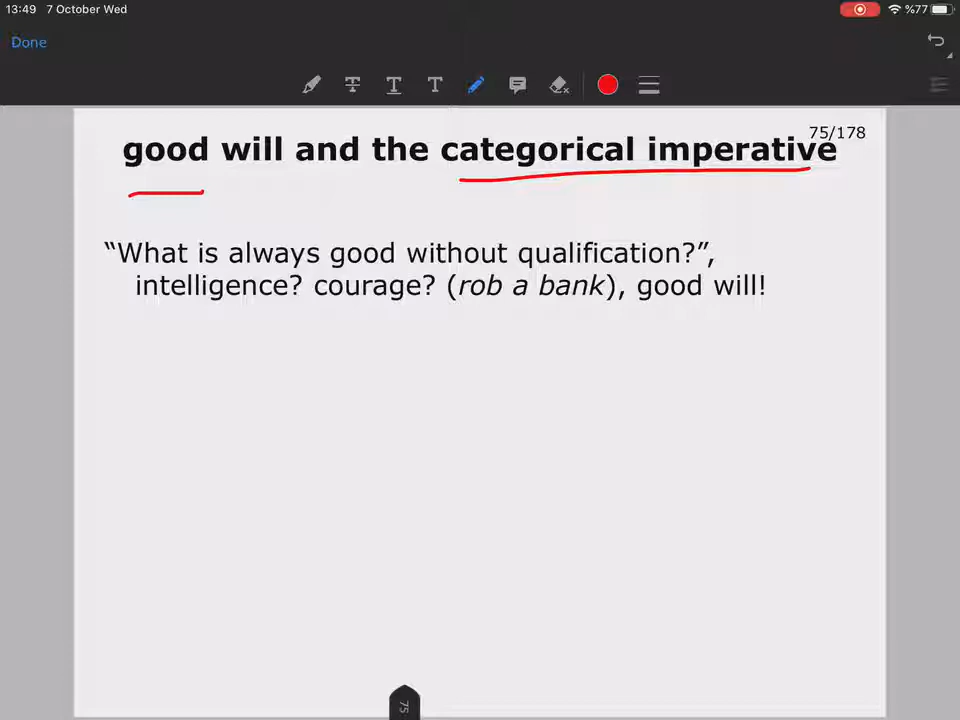 13:49 7 October Wed %77
Done
T T T
75/178
good will and the categorical imperative
“What is always good without qualification?”,
intelligence? courage? (rob a bank), good will!
75